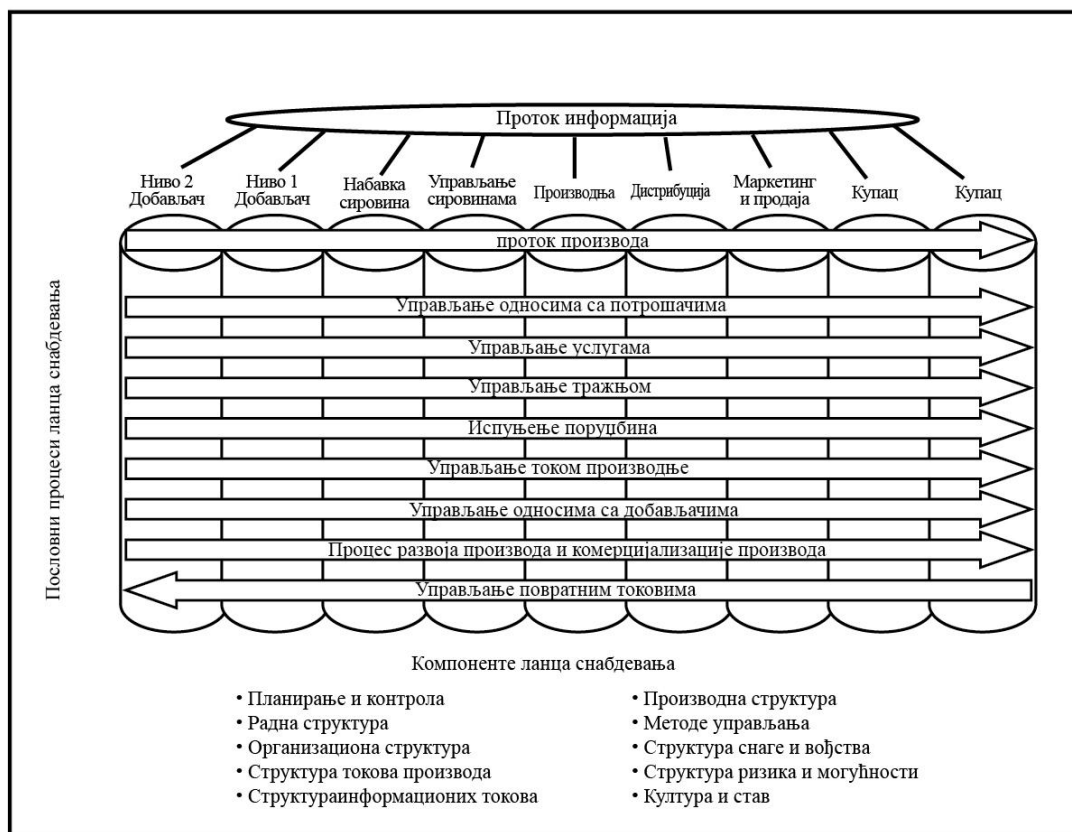 Проток информација
Ниво 2
Добављач
Ниво 1
Добављач
Набавка
сировина
Управљање
сировинама
Производња
Дистрибуција
Маркетинг
и продаја
Купац
Купац
проток производа
Управљање односима са потрошачима
Управљање услугама
Управљање тражњом
Испуњење поруџбина
Управљање током производње
Управљање односима са добављачима
Процес развоја производа и комерцијализације производа
Управљање повратним токовима
Пословни процеси ланца снабдевања
Компоненте ланца снабдевања
• Планирање и контрола
• Радна структура
• Организациона структура
• Структура токова производа
• Структураинформационих токова
• Производна структура
• Методе управљања
• Структура снаге и вођства
• Структура ризика и могућности
• Култура и став